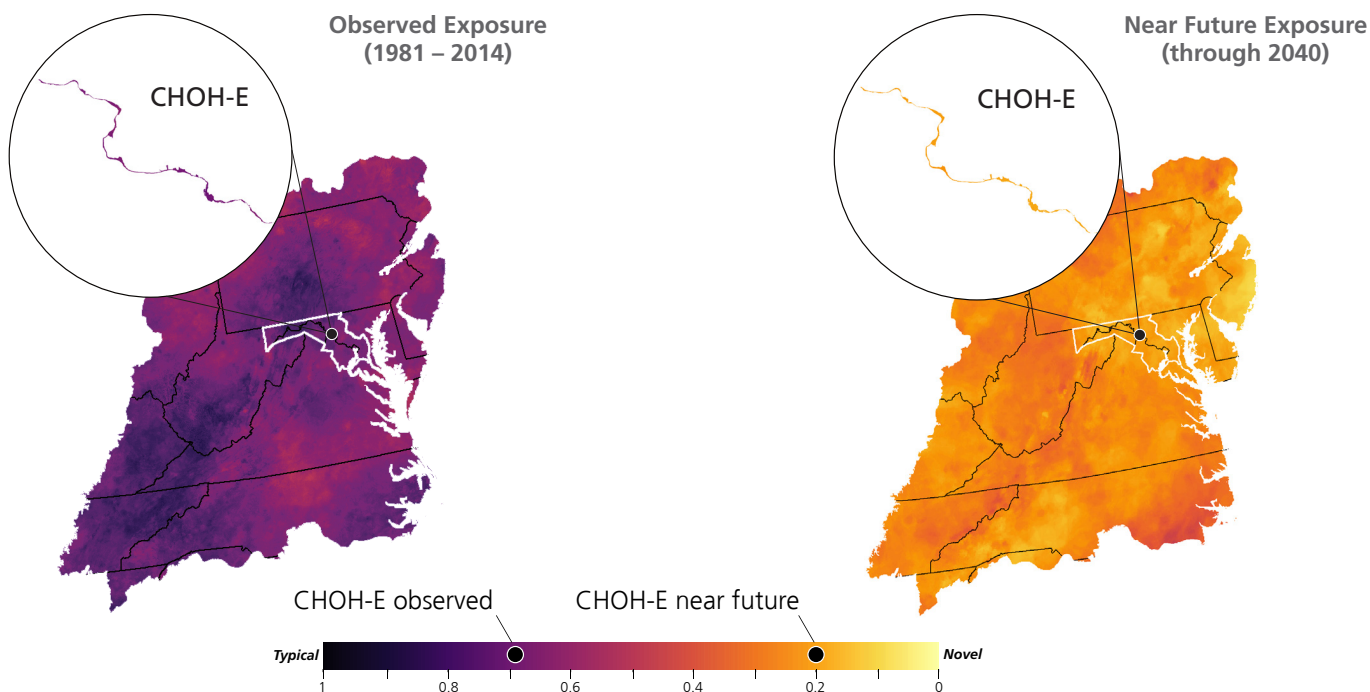 Observed Exposure
(1981 – 2014)
CHOH-E
Near Future Exposure
(through 2040)
CHOH-E
CHOH-E observed
CHOH-E near future
Typical
Novel
1
0.8
0.6
0.4
0.2
0